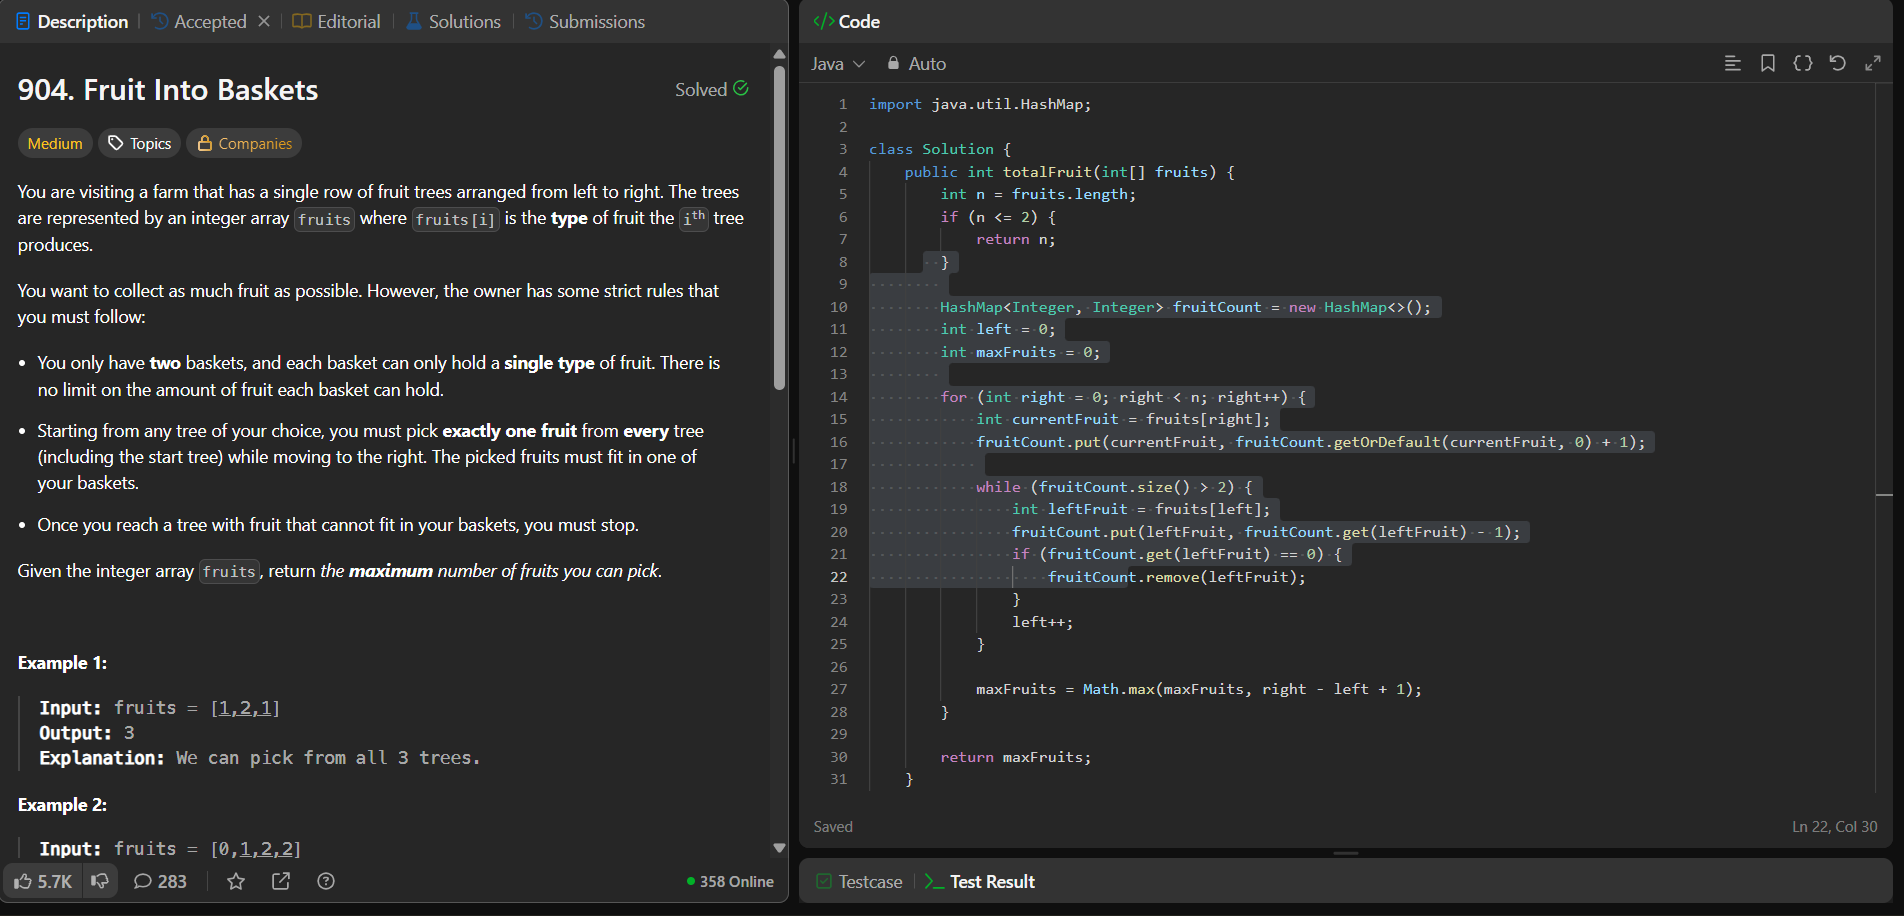 Description
Accepted
Editorial
Solutions
Submissions
904. Fruit Into Baskets
Solved
Medium
Topics
Companies
You are visiting a farm that has a single row of fruit trees arranged from left to right. The trees
are represented by an integer array fruits where fruits[i] is the type of fruit the ith tree
produces.
You want to collect as much fruit as possible. However, the owner has some strict rules that
you must follow:
• You only have two baskets, and each basket can only hold a single type of fruit. There is
no limit on the amount of fruit each basket can hold.
• Starting from any tree of your choice, you must pick exactly one fruit from every tree
(including the start tree) while moving to the right. The picked fruits must fit in one of
your baskets.
• Once you reach a tree with fruit that cannot fit in your baskets, you must stop.
Given the integer array fruits, return the maximum number of fruits you can pick.
Example 1:
Input: fruits = [1,2,1]
Output: 3
Explanation: We can pick from all 3 trees.
Example 2:
Input: fruits = [0,1,2,2]
5.7K
283
358 Online
</> Code
Java
Auto
1 import java.util.HashMap;
2
3 class Solution {
4     public int totalFruit(int[] fruits) {
5         int n = fruits.length;
6         if (n <= 2) {
7             return n;
8         }
9
10         HashMap<Integer, Integer> fruitCount = new HashMap<>();
11         int left = 0;
12         int maxFruits = 0;
13
14         for (int right = 0; right < n; right++) {
15             int currentFruit = fruits[right];
16             fruitCount.put(currentFruit, fruitCount.getOrDefault(currentFruit, 0) + 1);
17
18             while (fruitCount.size() > 2) {
19                 int leftFruit = fruits[left];
20                 fruitCount.put(leftFruit, fruitCount.get(leftFruit) - 1);
21                 if (fruitCount.get(leftFruit) == 0) {
22                     fruitCount.remove(leftFruit);
23                 }
24                 left++;
25             }
26
27             maxFruits = Math.max(maxFruits, right - left + 1);
28         }
29
30         return maxFruits;
31     }
Saved
Ln 22, Col 30
Testcase
Test Result